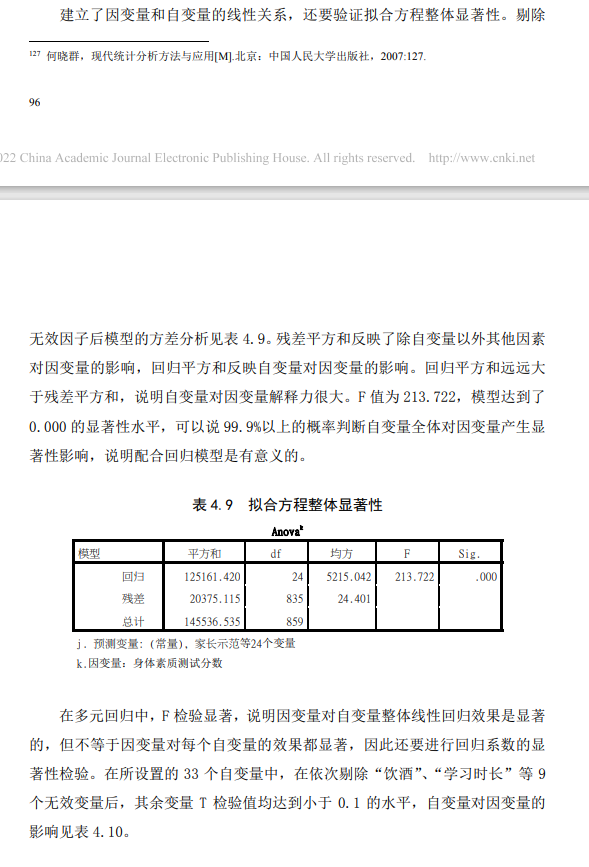 建立了因变量和自变量的线性关系，还要验证拟合方程整体显著性。剔除
127 何晓群，现代统计分析方法与应用[M].北京：中国人民大学出版社，2007:127.
96
022 China Academic Journal Electronic Publishing House. All rights reserved. http://www.cnki.net
无效因子后模型的方差分析见表 4.9。残差平方和反映了除自变量以外其他因素
对因变量的影响，回归平方和反映自变量对因变量的影响。回归平方和远远大
于残差平方和，说明自变量对因变量解释力很大。F 值为 213.722，模型达到了
0.000 的显著性水平，可以说 99.9%以上的概率判断自变量全体对因变量产生显
著性影响，说明配合回归模型是有意义的。
表 4.9 拟合方程整体显著性
Anovaᵏ
模型 平方和 df 均方 F Sig.
回归 125161.420 24 5215.042 213.722 .000
残差 20375.115 835 24.401
总计 145536.535 859
j. 预测变量: (常量), 家长示范等24个变量
k.因变量: 身体素质测试分数
在多元回归中，F 检验显著，说明因变量对自变量整体线性回归效果是显著
的，但不等于因变量对每个自变量的效果都显著，因此还要进行回归系数的显
著性检验。在所设置的 33 个自变量中，在依次剔除“饮酒”、“学习时长”等 9
个无效变量后，其余变量 T 检验值均达到小于 0.1 的水平，自变量对因变量的
影响见表 4.10。